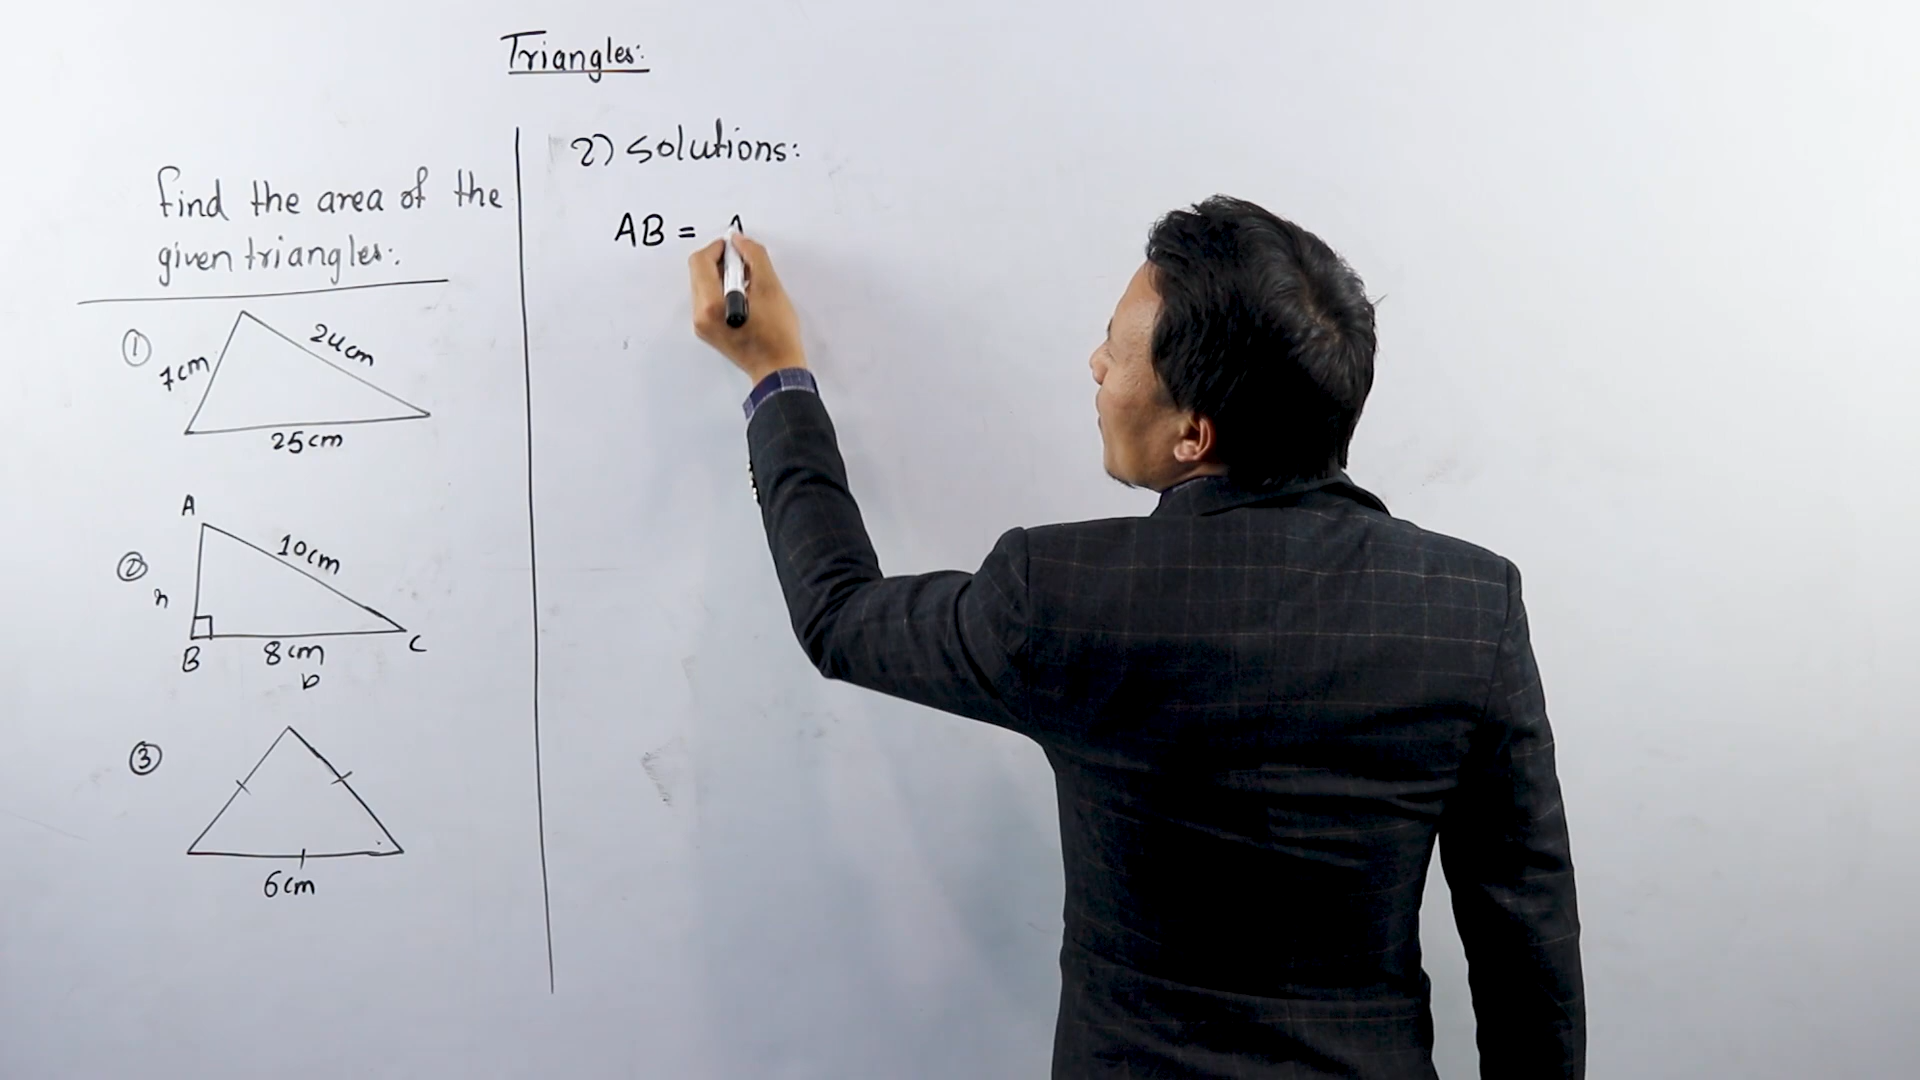 Triangles:
find the area of the
given triangles:.
1
7cm
24cm
25cm
2
A
10cm
h
B
8cm
C
b
3
6cm
2) Solutions:
AB = A